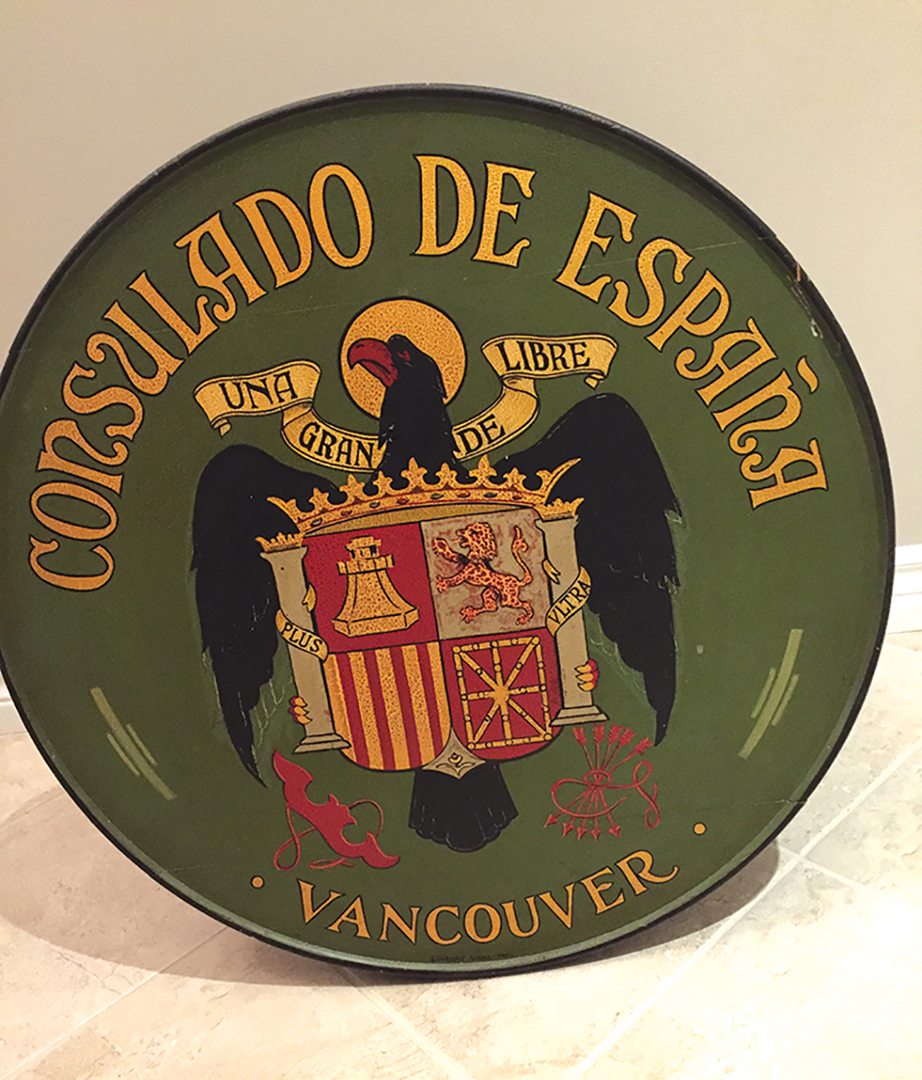 CONSULADO DE ESPAÑA
UNA GRANDE LIBRE
PLUS VLTRA
· VANCOUVER ·